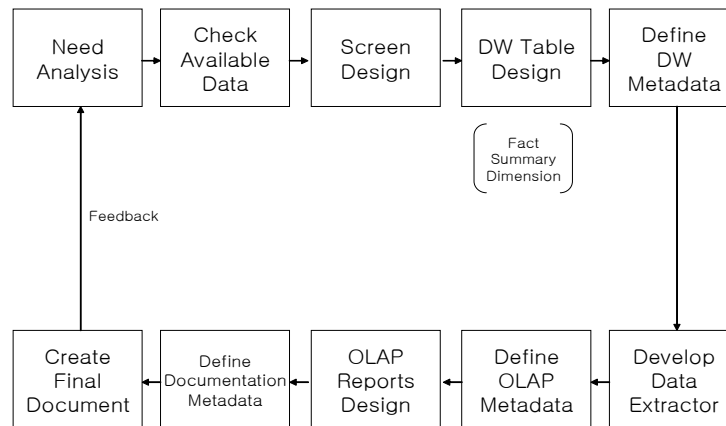 Need
Analysis
Check
Available
Data
Screen
Design
DW Table
Design
Define
DW
Metadata
Fact
Summary
Dimension
Feedback
Create
Final
Document
Define
Documentation
Metadata
OLAP
Reports
Design
Define
OLAP
Metadata
Develop
Data
Extractor